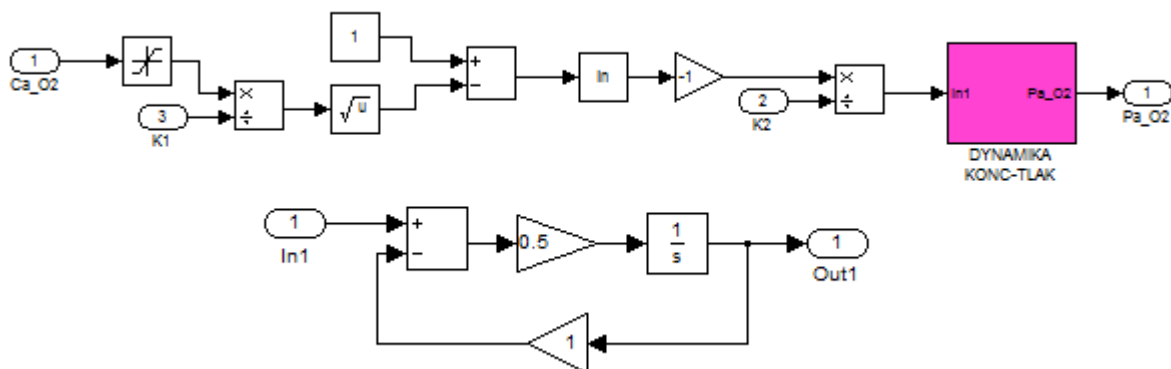 1
Ca_O2
3
K1
×
÷
√u
1
+
−
ln
-1
2
K2
×
÷
In1
Pa_O2
DYNAMIKA
KONC-TLAK
1
Pa_O2
1
In1
+
−
0.5
1
s
1
Out1
1